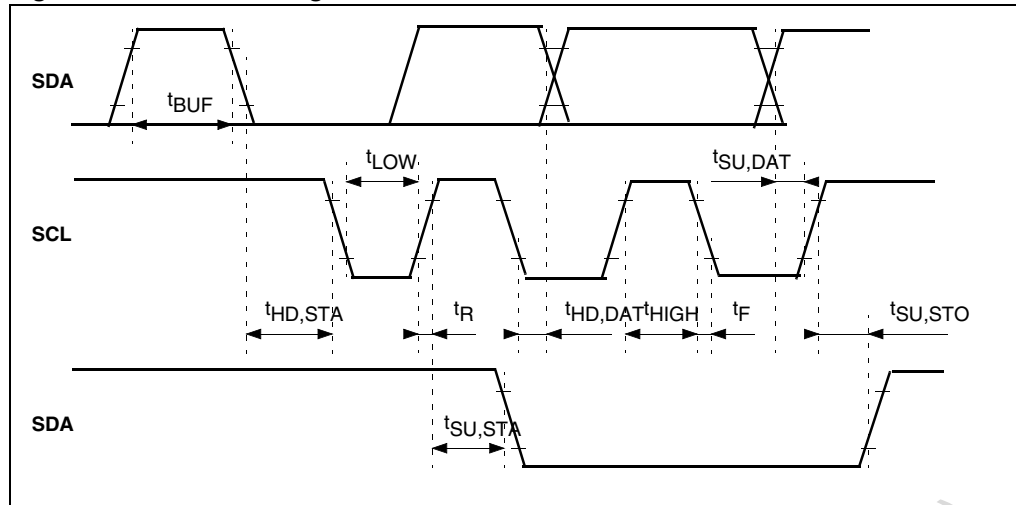 SDA
tBUF
tLOW
tSU,DAT
SCL
tHD,STA
tR
tHD,DAT
tHIGH
tF
tSU,STO
SDA
tSU,STA